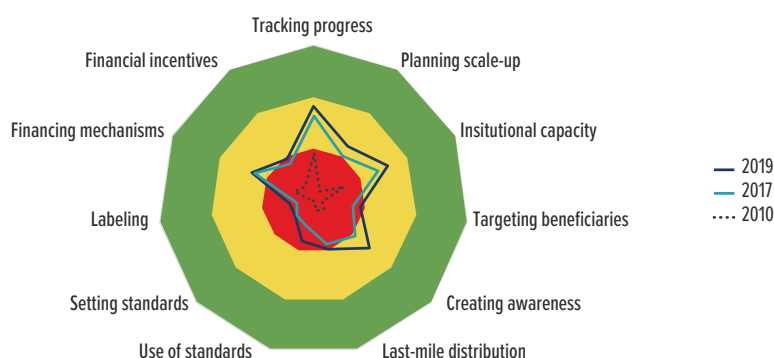 Tracking progress
Financial incentives
Planning scale-up
Financing mechanisms
Insitutional capacity
2019
2017
2010
Labeling
Targeting beneficiaries
Setting standards
Creating awareness
Use of standards
Last-mile distribution